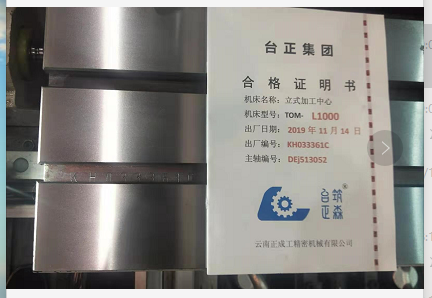 台正集团
合格证明书
机床名称：立式加工中心
机床型号：TOM- L1000
出厂日期：2019 年 11 月 14 日
出厂编号：KH033361C
主轴编号：DEJ513052
台筑®
正森
云南正成工精密机械有限公司